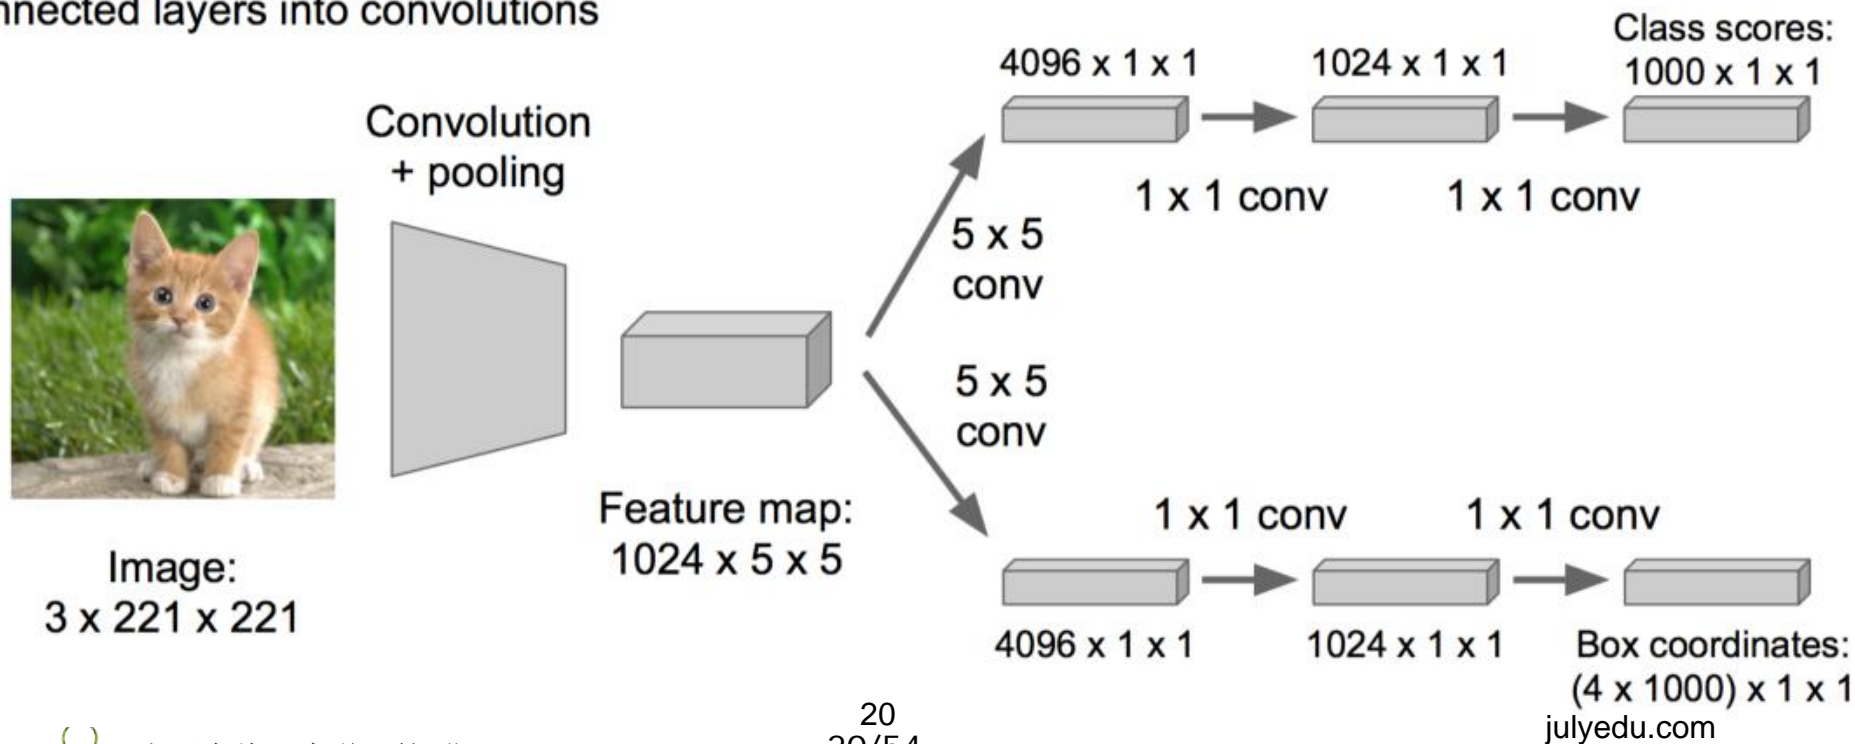 layers into convolutions
Convolution
+ pooling
Image:
3 x 221 x 221
Feature map:
1024 x 5 x 5
5 x 5
conv
4096 x 1 x 1
1024 x 1 x 1
Class scores:
1000 x 1 x 1
1 x 1 conv
1 x 1 conv
5 x 5
conv
1 x 1 conv
1 x 1 conv
4096 x 1 x 1
1024 x 1 x 1
Box coordinates:
(4 x 1000) x 1 x 1
20
julyedu.com